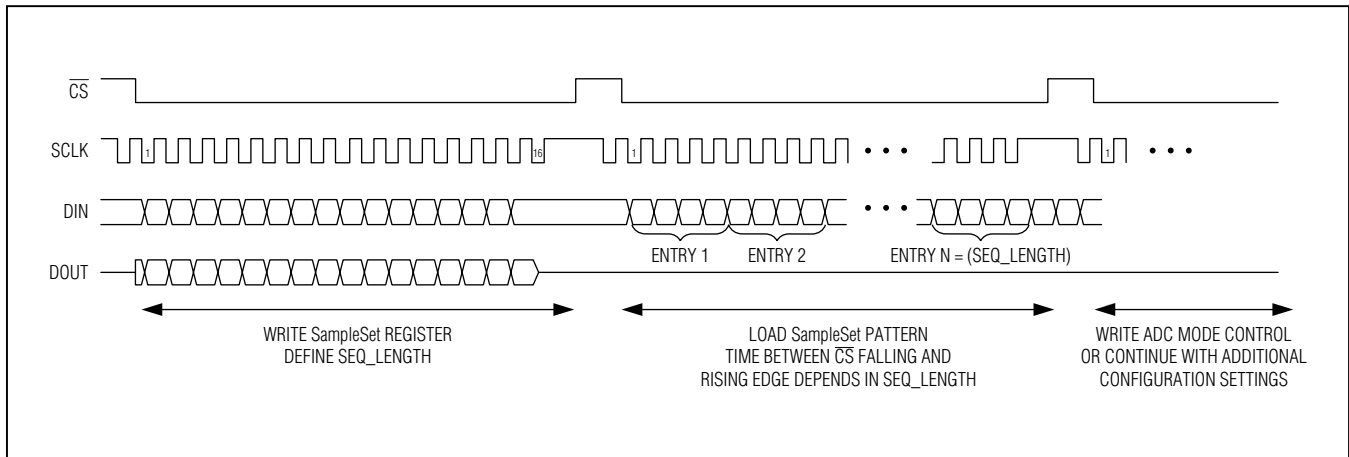 CS
SCLK
1
16
1
• • •
1
• • •
DIN
• • •
ENTRY 1
ENTRY 2
ENTRY N = (SEQ_LENGTH)
DOUT
WRITE SampleSet REGISTER
DEFINE SEQ_LENGTH
LOAD SampleSet PATTERN
TIME BETWEEN CS FALLING AND
RISING EDGE DEPENDS IN SEQ_LENGTH
WRITE ADC MODE CONTROL
OR CONTINUE WITH ADDITIONAL
CONFIGURATION SETTINGS